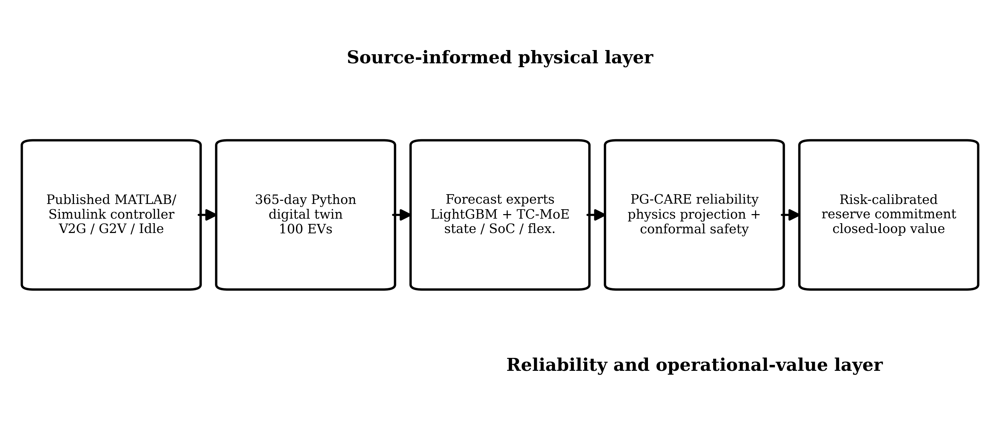 Source-informed physical layer
Published MATLAB/
Simulink controller
V2G / G2V / Idle
365-day Python
digital twin
100 EVs
Forecast experts
LightGBM + TC-MoE
state / SoC / flex.
PG-CARE reliability
physics projection +
conformal safety
Risk-calibrated
reserve commitment
closed-loop value
Reliability and operational-value layer